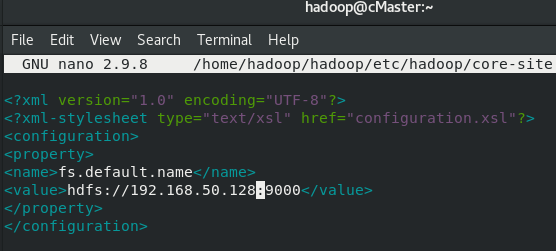 hadoop@cMaster:~
File Edit View Search Terminal Help
GNU nano 2.9.8 /home/hadoop/hadoop/etc/hadoop/core-site
<?xml version="1.0" encoding="UTF-8"?>
<?xml-stylesheet type="text/xsl" href="configuration.xsl"?>
<configuration>
<property>
<name>fs.default.name</name>
<value>hdfs://192.168.50.128:9000</value>
</property>
</configuration>